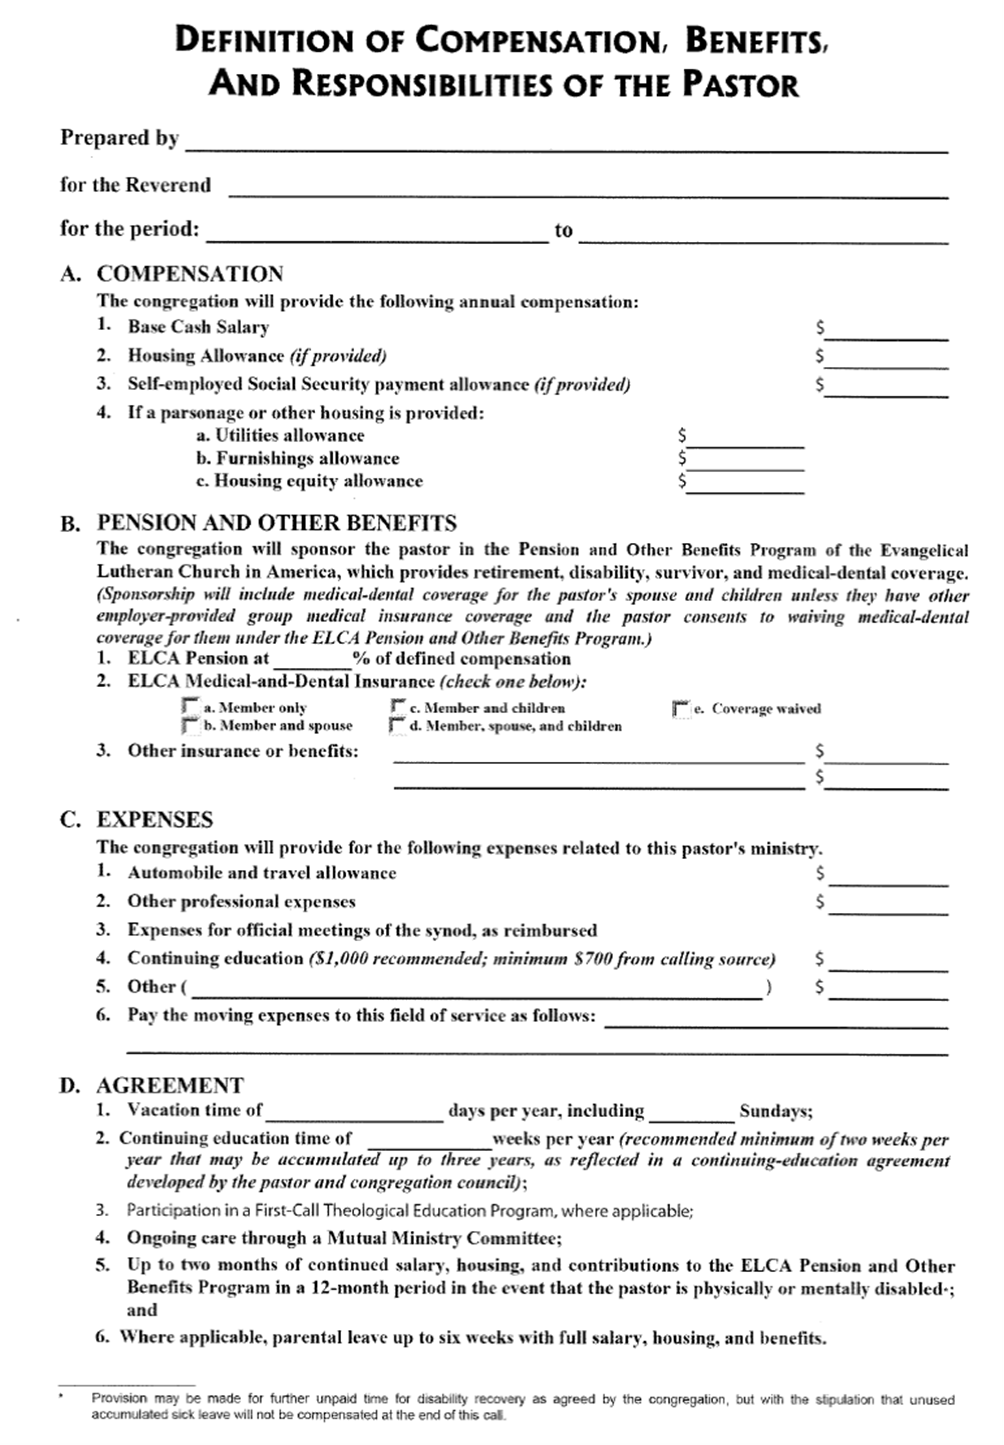 DEFINITION OF COMPENSATION, BENEFITS,
AND RESPONSIBILITIES OF THE PASTOR
Prepared by
for the Reverend
for the period: to
A. COMPENSATION
The congregation will provide the following annual compensation:
1. Base Cash Salary $
2. Housing Allowance (if provided) $
3. Self-employed Social Security payment allowance (if provided) $
4. If a parsonage or other housing is provided:
a. Utilities allowance $
b. Furnishings allowance $
c. Housing equity allowance $
B. PENSION AND OTHER BENEFITS
The congregation will sponsor the pastor in the Pension and Other Benefits Program of the Evangelical
Lutheran Church in America, which provides retirement, disability, survivor, and medical-dental coverage.
(Sponsorship will include medical-dental coverage for the pastor's spouse and children unless they have other
employer-provided group medical insurance coverage and the pastor consents to waiving medical-dental
coverage for them under the ELCA Pension and Other Benefits Program.)
1. ELCA Pension at ________% of defined compensation
2. ELCA Medical-and-Dental Insurance (check one below):
a. Member only c. Member and children e. Coverage waived
b. Member and spouse d. Member, spouse, and children
3. Other insurance or benefits: $
$
C. EXPENSES
The congregation will provide for the following expenses related to this pastor's ministry.
1. Automobile and travel allowance $
2. Other professional expenses $
3. Expenses for official meetings of the synod, as reimbursed
4. Continuing education ($1,000 recommended; minimum $700 from calling source) $
5. Other ( ) $
6. Pay the moving expenses to this field of service as follows:
D. AGREEMENT
1. Vacation time of ________ days per year, including ________ Sundays;
2. Continuing education time of ________ weeks per year (recommended minimum of two weeks per
year that may be accumulated up to three years, as reflected in a continuing-education agreement
developed by the pastor and congregation council);
3. Participation in a First-Call Theological Education Program, where applicable;
4. Ongoing care through a Mutual Ministry Committee;
5. Up to two months of continued salary, housing, and contributions to the ELCA Pension and Other
Benefits Program in a 12-month period in the event that the pastor is physically or mentally disabled*;
and
6. Where applicable, parental leave up to six weeks with full salary, housing, and benefits.
* Provision may be made for further unpaid time for disability recovery as agreed by the congregation, but with the stipulation that unused
accumulated sick leave will not be compensated at the end of this call.